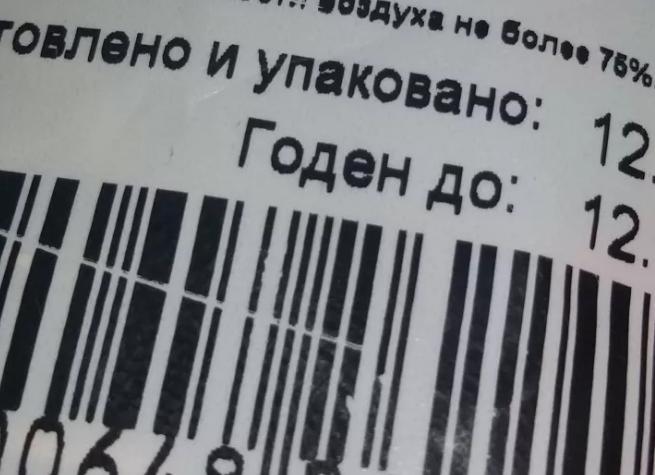 воздуха не более 75%
товлено и упаковано: 12.
Годен до: 12.